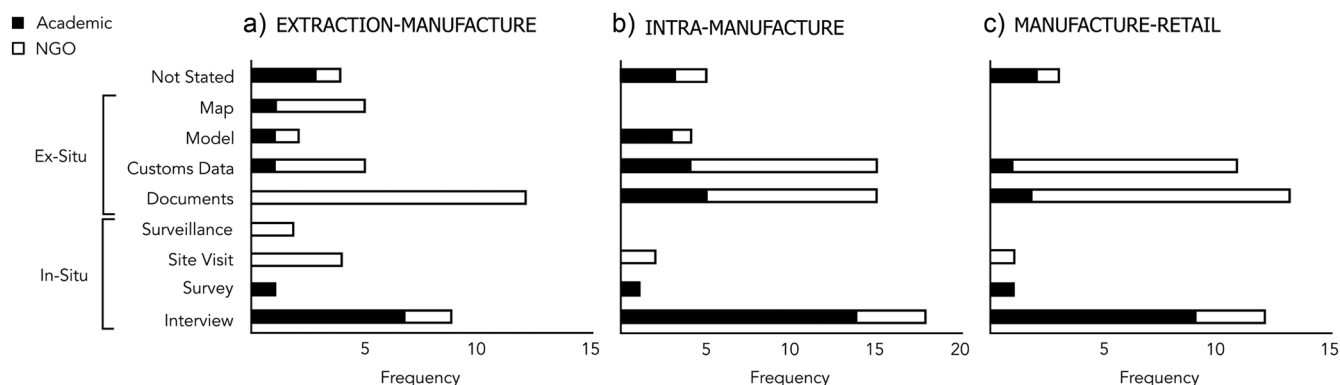 Academic
NGO
a) EXTRACTION-MANUFACTURE
b) INTRA-MANUFACTURE
c) MANUFACTURE-RETAIL
Not Stated
Map
Model
Customs Data
Documents
Surveillance
Site Visit
Survey
Interview
Ex-Situ
In-Situ
5 10 15
5 10 15 20
5 10 15
Frequency
Frequency
Frequency